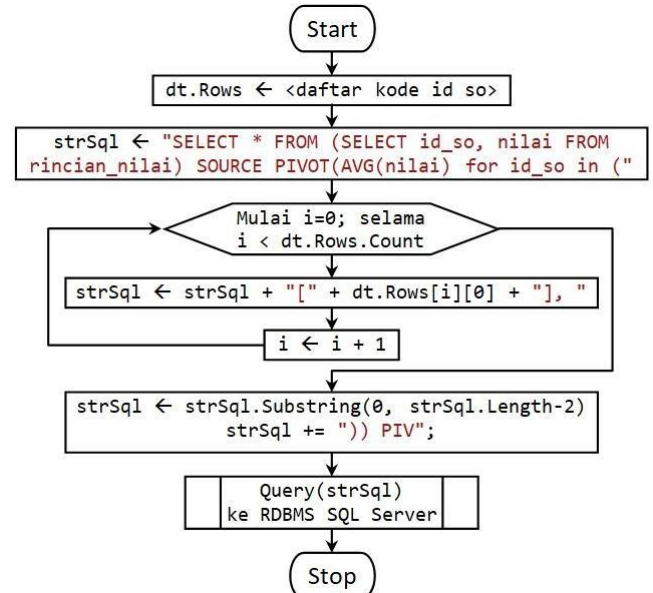 Start
dt.Rows ← <daftar kode id so>
strSql ← "SELECT * FROM (SELECT id_so, nilai FROM
rincian_nilai) SOURCE PIVOT(AVG(nilai) for id_so in ("
Mulai i=0; selama
i < dt.Rows.Count
strSql ← strSql + "[" + dt.Rows[i][0] + "], "
i ← i + 1
strSql ← strSql.Substring(0, strSql.Length-2)
strSql += ")) PIV";
Query(strSql)
ke RDBMS SQL Server
Stop